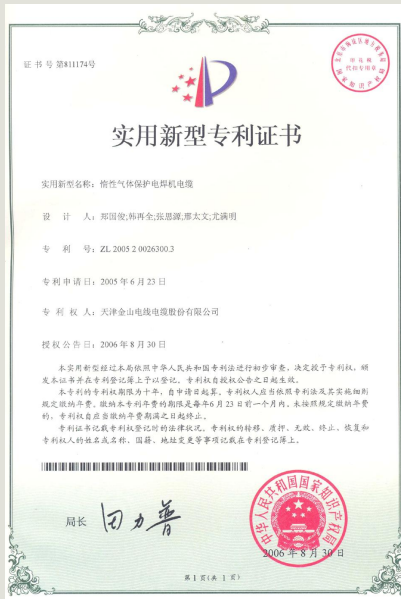 证书号第811174号
实用新型专利证书
实用新型名称：惰性气体保护电焊机电缆
设计人：郑国俊;韩再全;张思源;雁太文;尤满明
专利号：ZL 2005 2 0026300.3
专利申请日：2005年6月23日
专利权人：天津金山电线电缆股份有限公司
授权公告日：2006年8月30日
本实用新型经过本局依照中华人民共和国专利法进行初步审查，决定授予专利权，颁
发本证书并在专利登记簿上予以登记。专利权自授权公告之日起生效。
本专利的专利权期限为十年，自申请日起算。专利权人应当依照专利法及其实施细则
规定缴纳年费。缴纳本专利年费的期限是每年6月23日前一个月内。未按照规定缴纳年费
的，专利权自应当缴纳年费期满之日起终止。
专利证书记载专利权登记时的法律状况。专利权的转移、质押、无效、终止、恢复和
专利权人的姓名或名称、国籍、地址变更等事项记载在专利登记簿上。
局长 田力普
中华人民共和国国家知识产权局
2006年8月30日
第1页(共1页)